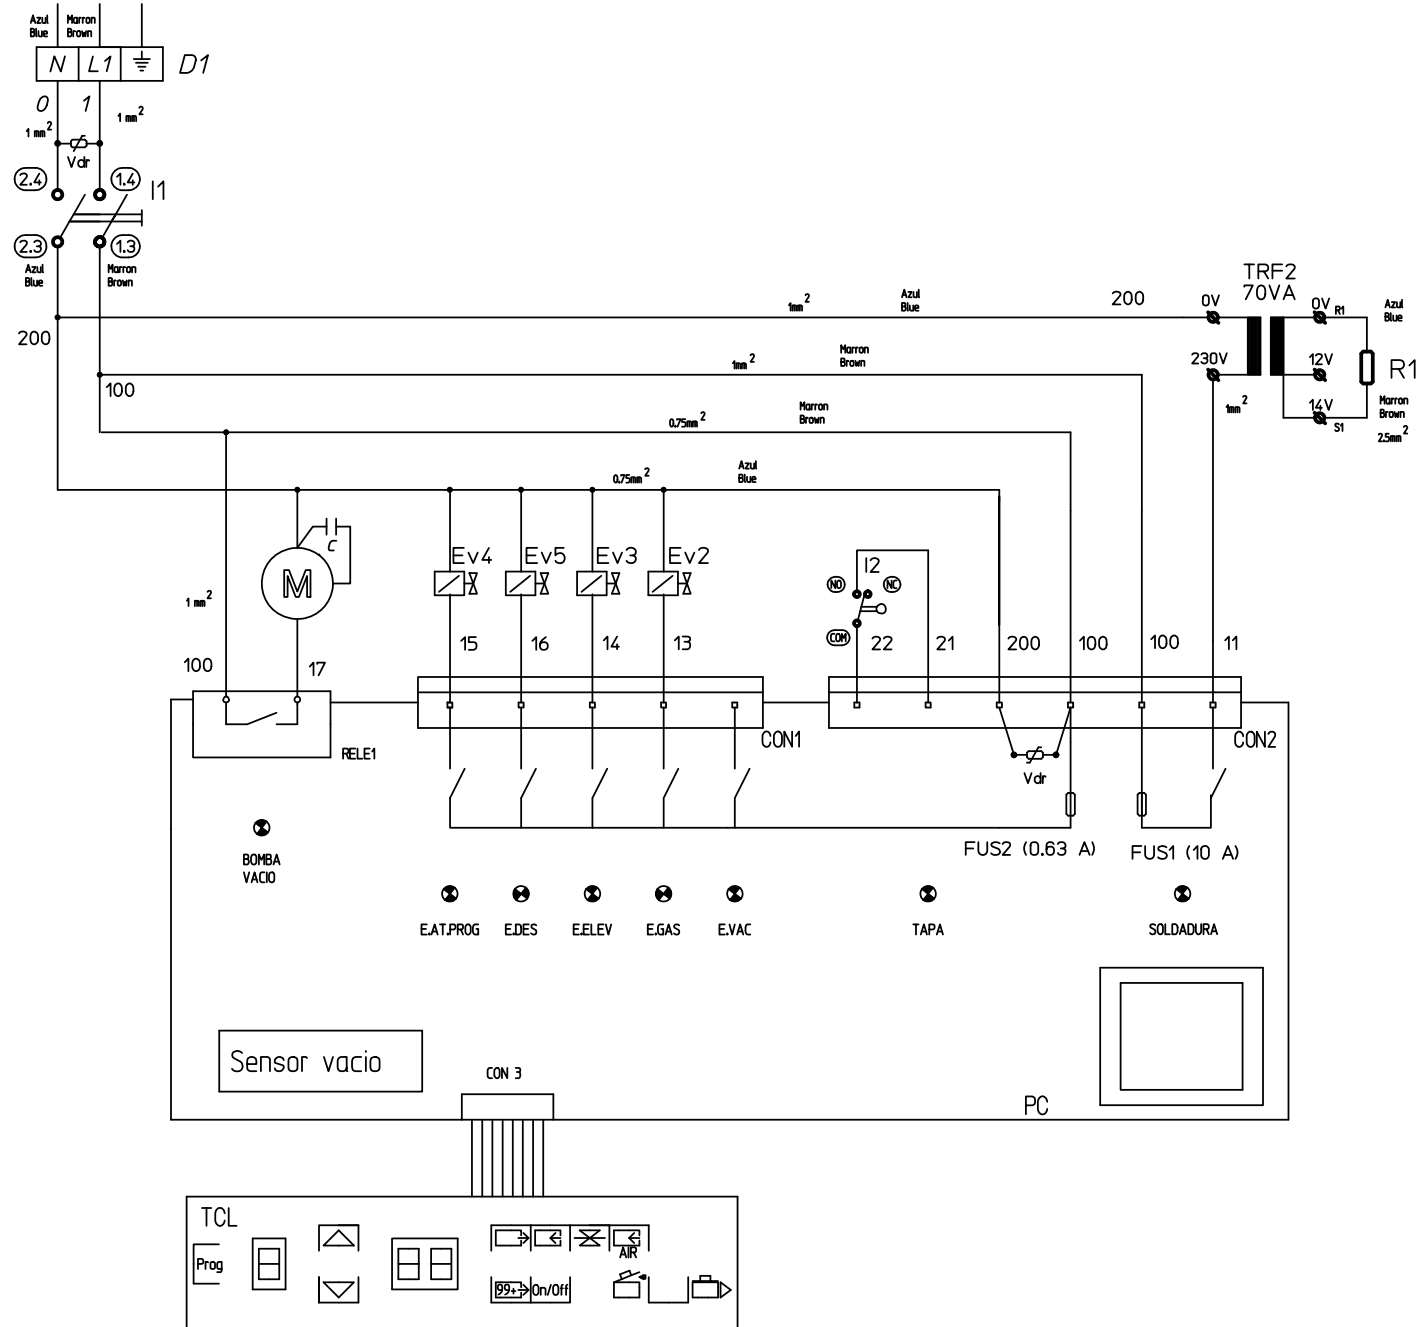 Azul
Blue
Marron
Brown
N L1 D1
0 1
1 mm2
1 mm2
Vdr
2.4 1.4 I1
2.3 1.3
Azul
Blue
Marron
Brown
TRF2
70VA
1mm2
Azul
Blue
200 0V 0V R1
Azul
Blue
200
1mm2
Marron
Brown
230V 12V R1
100
1mm2
14V S1
Marron
Brown
2.5mm2
0.75mm2
Marron
Brown
0.75mm2
Azul
Blue
C
M
Ev4 Ev5 Ev3 Ev2 I2
NO NC
1 mm2
COM
100 17 15 16 14 13 22 21 200 100 100 11
RELE1 CON1 CON2
Vdr
FUS2 (0.63 A) FUS1 (10 A)
BOMBA
VACIO
E.AT.PROG E.DES E.ELEV E.GAS E.VAC TAPA SOLDADURA
Sensor vacio
CON 3
PC
TCL
Prog
AIR
99+ On/Off